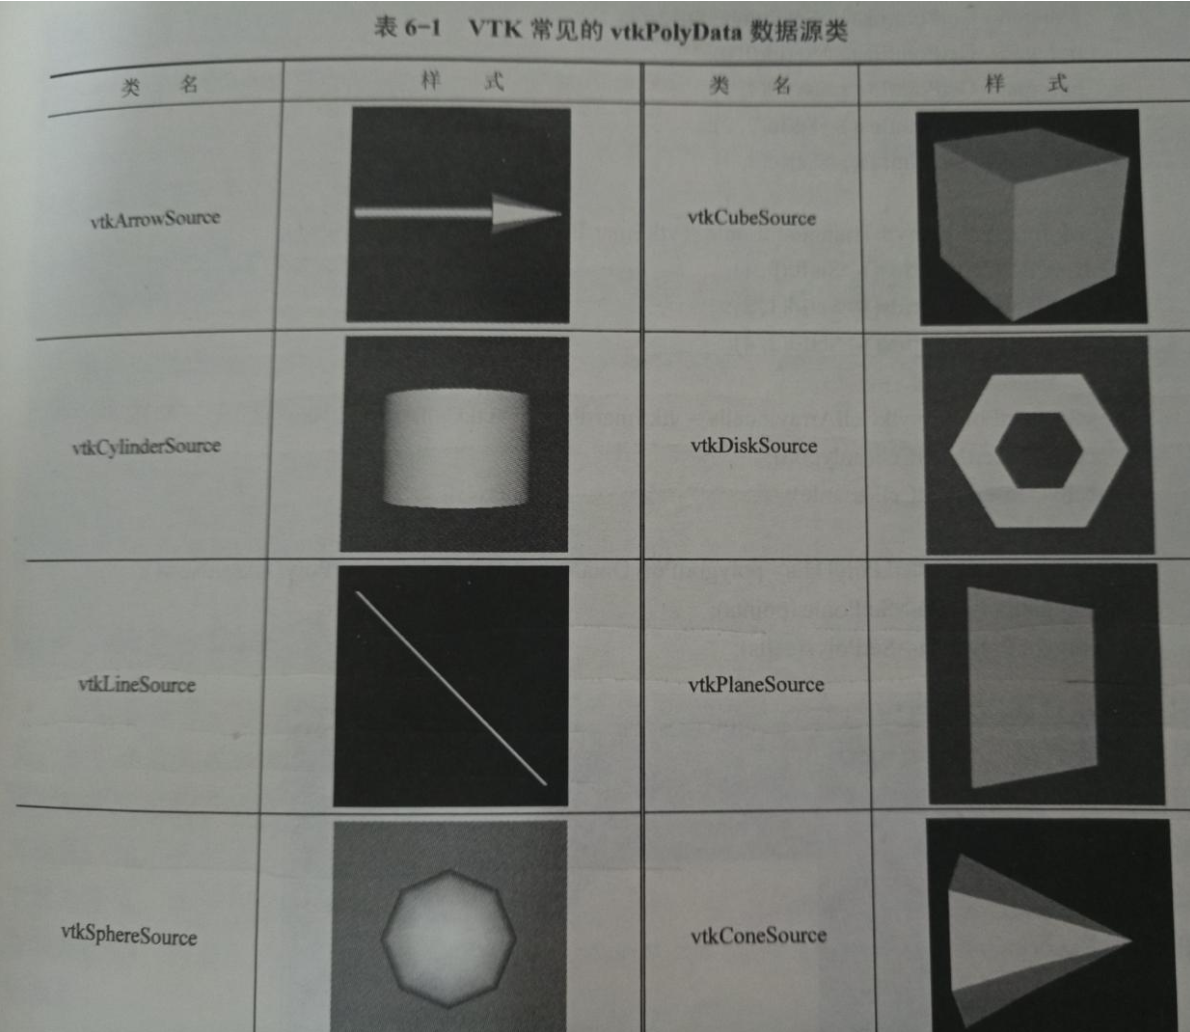 表 6-1 VTK 常见的 vtkPolyData 数据源类
类 名 样 式 类 名 样 式
vtkArrowSource vtkCubeSource
vtkCylinderSource vtkDiskSource
vtkLineSource vtkPlaneSource
vtkSphereSource vtkConeSource